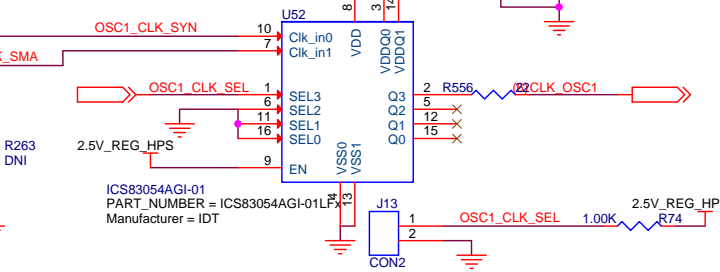 U52
8
3
14
OSC1_CLK_SYN
10
Clk_in0
7
Clk_in1
VDD
VDDQ0
VDDQ1
_SMA
OSC1_CLK_SEL
1
SEL3
6
SEL2
11
SEL1
16
SEL0
Q3
2
R556
22
CLK_OSC1
Q2
5
Q1
12
Q0
15
R263
DNI
2.5V_REG_HPS
9
EN
VSS0
VSS1
4
13
ICS83054AGI-01
PART_NUMBER = ICS83054AGI-01LFx
Manufacturer = IDT
J13
1
OSC1_CLK_SEL
1.00K
R74
2.5V_REG_HP
2
CON2